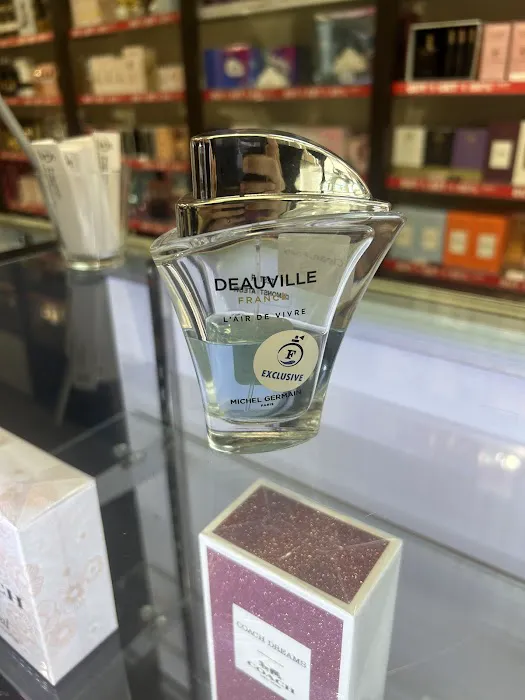 DEAUVILLE
FRANCE
L'AIR DE VIVRE
F
EXCLUSIVE
MICHEL GERMAIN
PARIS
COACH DREAMS
COACH